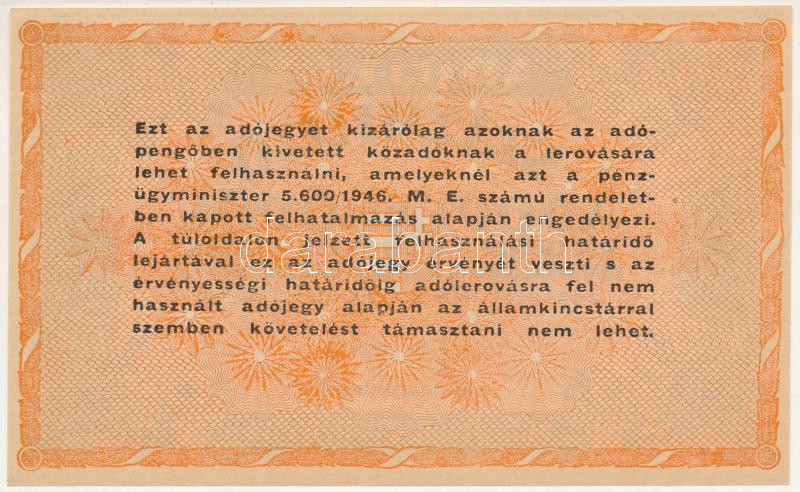 Ezt az adójegyet kizárólag azoknak az adó-
pengőben kivetett közadóknak a lerovására
lehet felhasználni, amelyeknél azt a pénz-
ügyminiszter 5.600/1946. M. E. számú rendelet-
ben kapott felhatalmazás alapján engedélyezi.
A túloldalon jelzett felhasználási határidő
darabanth
lejártával ez az adójegy érvényét veszti s az
érvényességi határidőig adólerovásra fel nem
használt adójegy alapján az államkincstárral
szemben követelést támasztani nem lehet.